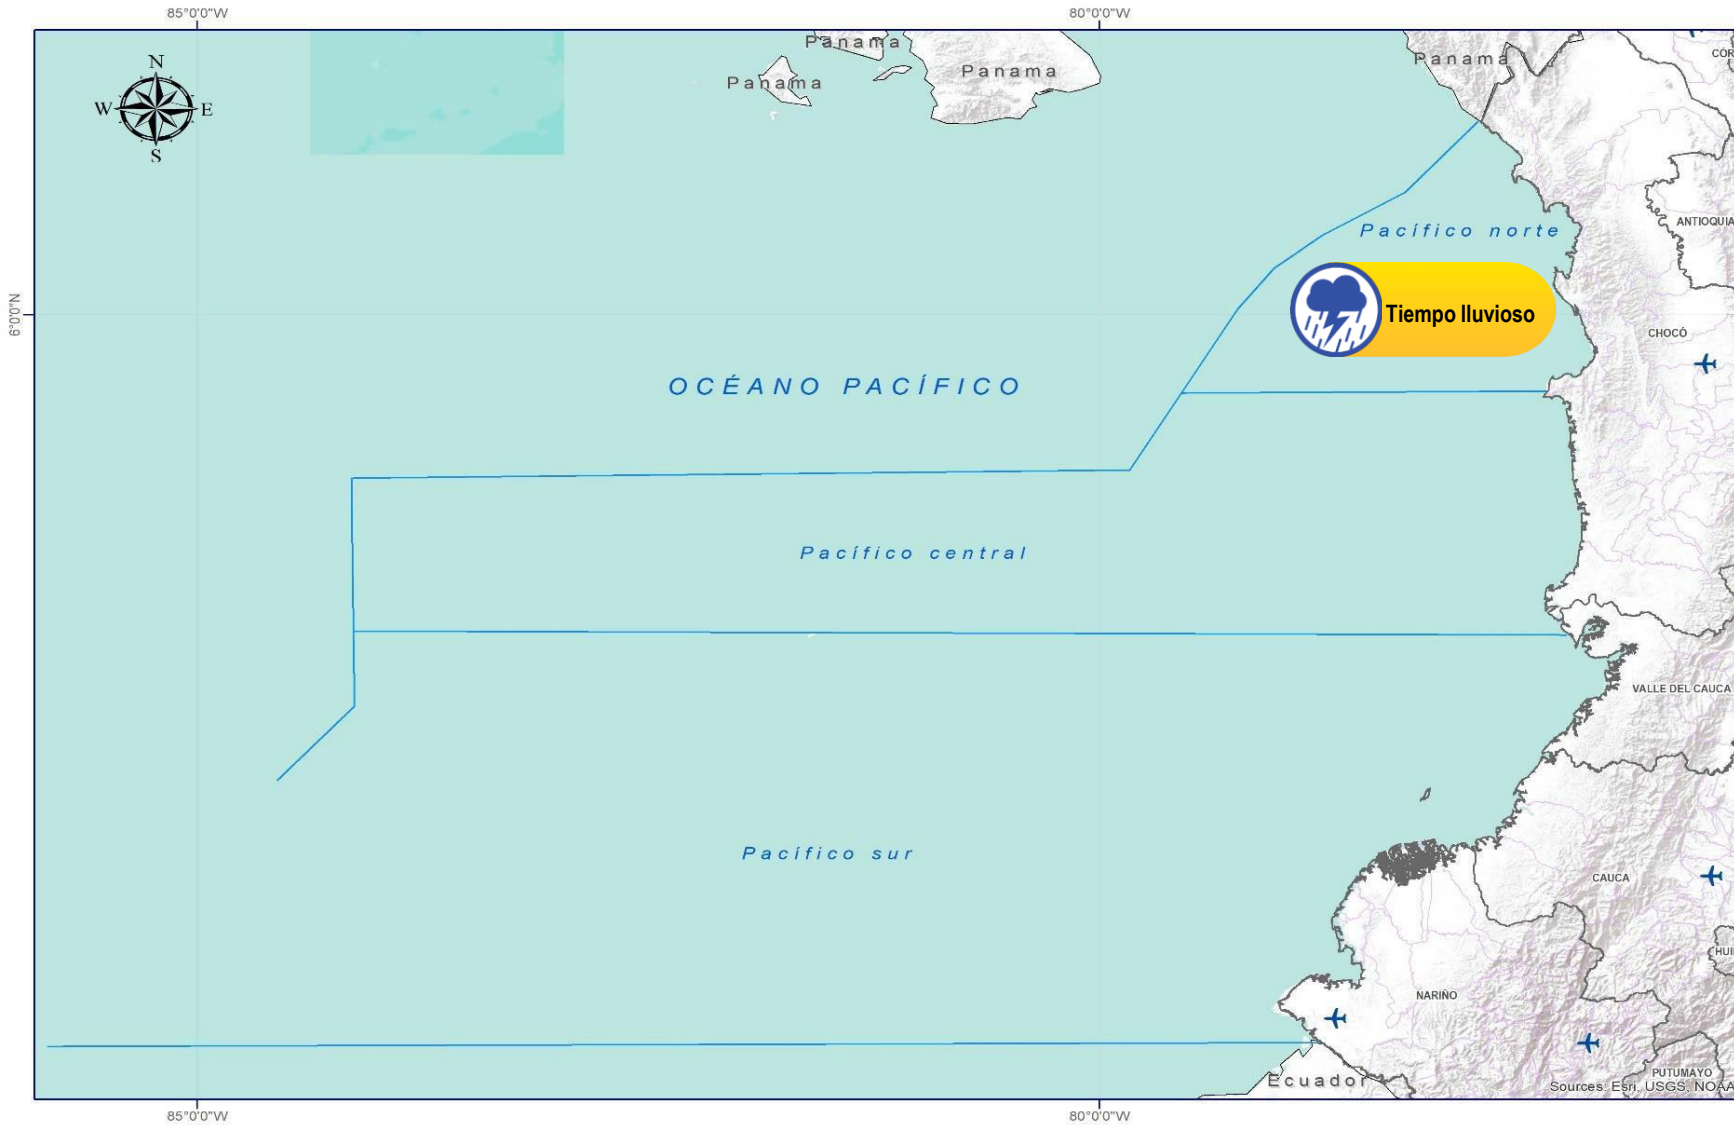 85°0'0"W
80°0'0"W
Panama
Panama
Panama
Panamá
N
W
E
S
ANTIOQUIA
Pacífico norte
6°0'0"N
Tiempo lluvioso
CHOCÓ
OCÉANO PACÍFICO
Pacífico central
VALLE DEL CAUCA
Pacífico sur
CAUCA
NARIÑO
PUTUMAYO
Ecuador
Sources: Esri, USGS, NOAA
85°0'0"W
80°0'0"W